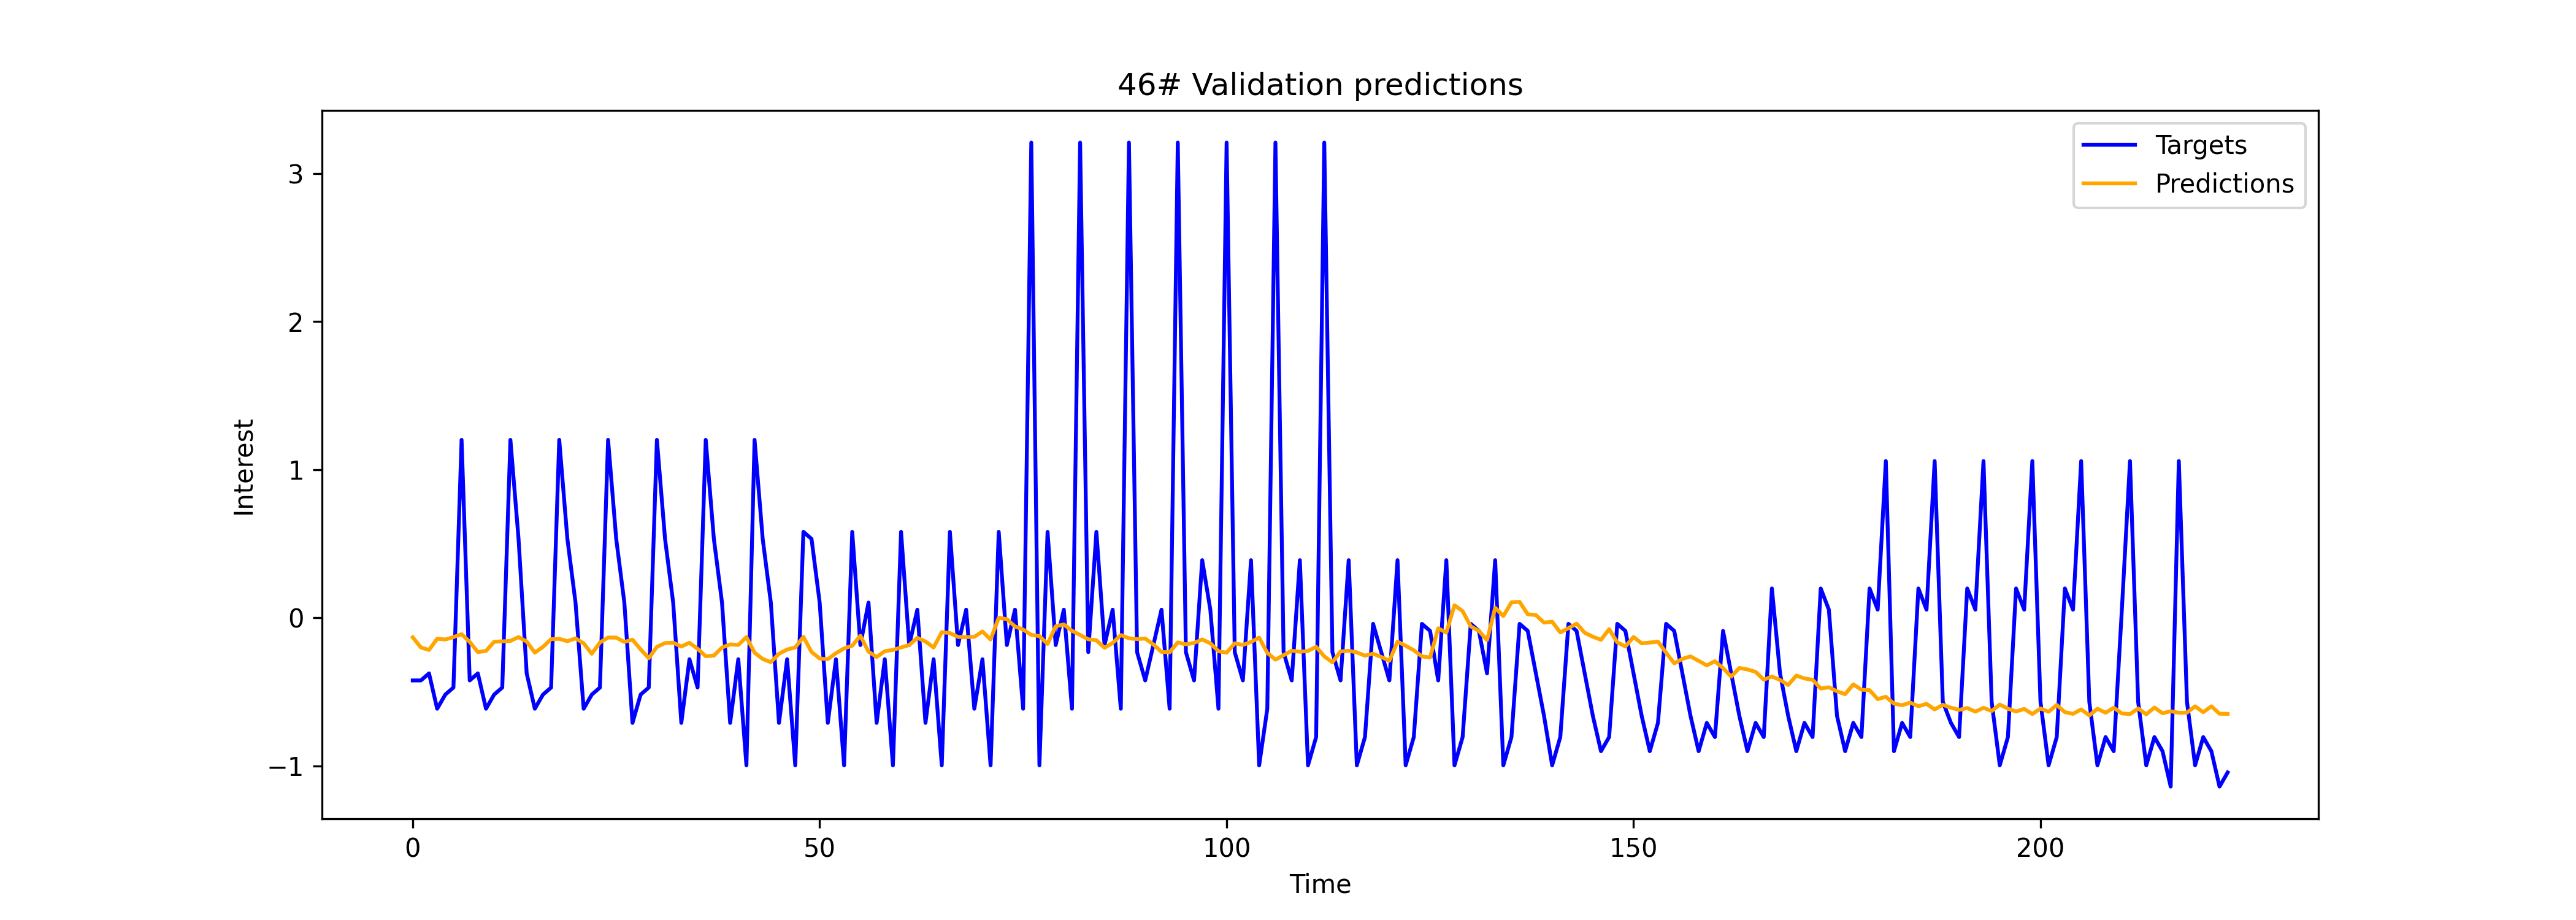 46# Validation predictions
Targets
Predictions
3
2
1
0
−1
Interest
0
50
100
150
200
Time